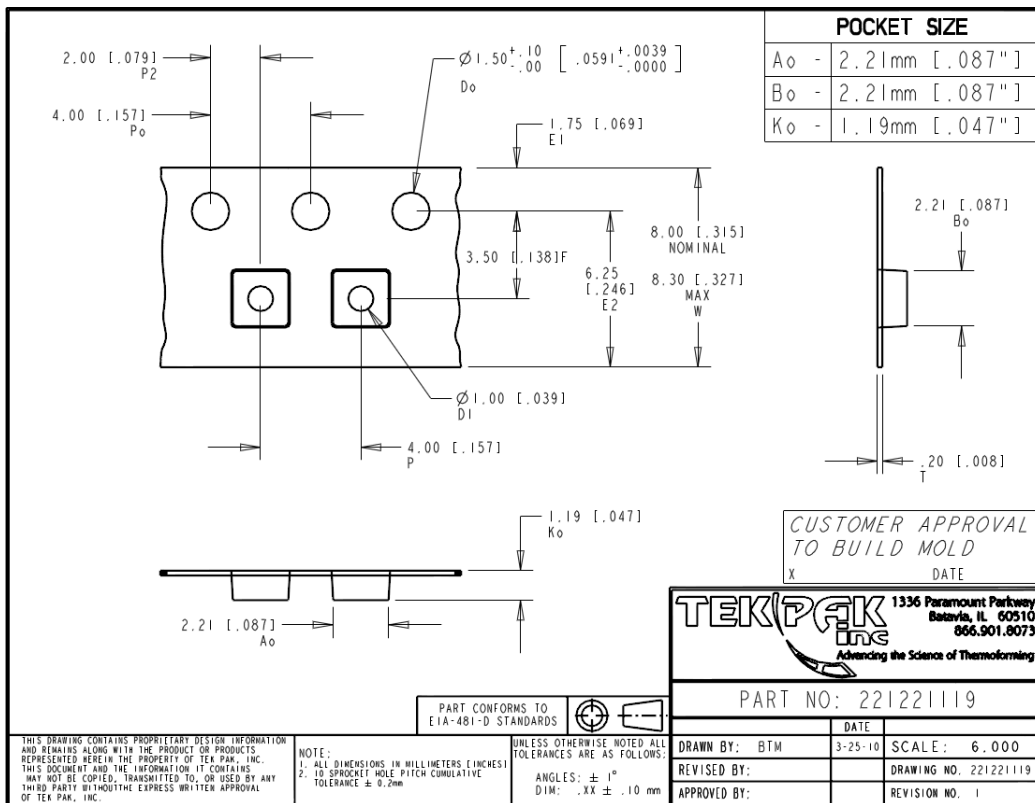 POCKET SIZE
Ao - 2.21mm [.087"]
Bo - 2.21mm [.087"]
Ko - 1.19mm [.047"]
2.00 [.079]
P2
4.00 [.157]
Po
Ø1.50 +.10 -.00 [.0591 +.0039 -.0000]
Do
1.75 [.069]
E1
3.50 [.138]F
6.25
[.246]
E2
8.00 [.315]
NOMINAL
8.30 [.327]
MAX
W
2.21 [.087]
Bo
Ø1.00 [.039]
D1
4.00 [.157]
P
.20 [.008]
T
1.19 [.047]
Ko
2.21 [.087]
Ao
CUSTOMER APPROVAL
TO BUILD MOLD
X DATE
TEK PAK inc
1336 Paramount Parkway
Batavia, IL 60510
866.901.8073
Advancing the Science of Thermoforming
PART NO: 221221119
PART CONFORMS TO
EIA-481-D STANDARDS
THIS DRAWING CONTAINS PROPRIETARY DESIGN INFORMATION
AND REMAINS ALONG WITH THE PRODUCT OR PRODUCTS
REPRESENTED HEREIN THE PROPERTY OF TEK PAK, INC.
THIS DOCUMENT AND THE INFORMATION IT CONTAINS
MAY NOT BE COPIED, TRANSMITTED TO, OR USED BY ANY
THIRD PARTY WITHOUTTHE EXPRESS WRITTEN APPROVAL
OF TEK PAK, INC.
NOTE:
1. ALL DIMENSIONS IN MILLIMETERS [INCHES]
2. 10 SPROCKET HOLE PITCH CUMULATIVE
TOLERANCE ± 0.2mm
UNLESS OTHERWISE NOTED ALL
TOLERANCES ARE AS FOLLOWS:
ANGLES: ± 1°
DIM: .XX ± .10 mm
DATE
DRAWN BY: BTM 3-25-10 SCALE: 6.000
REVISED BY: DRAWING NO. 221221119
APPROVED BY: REVISION NO. 1